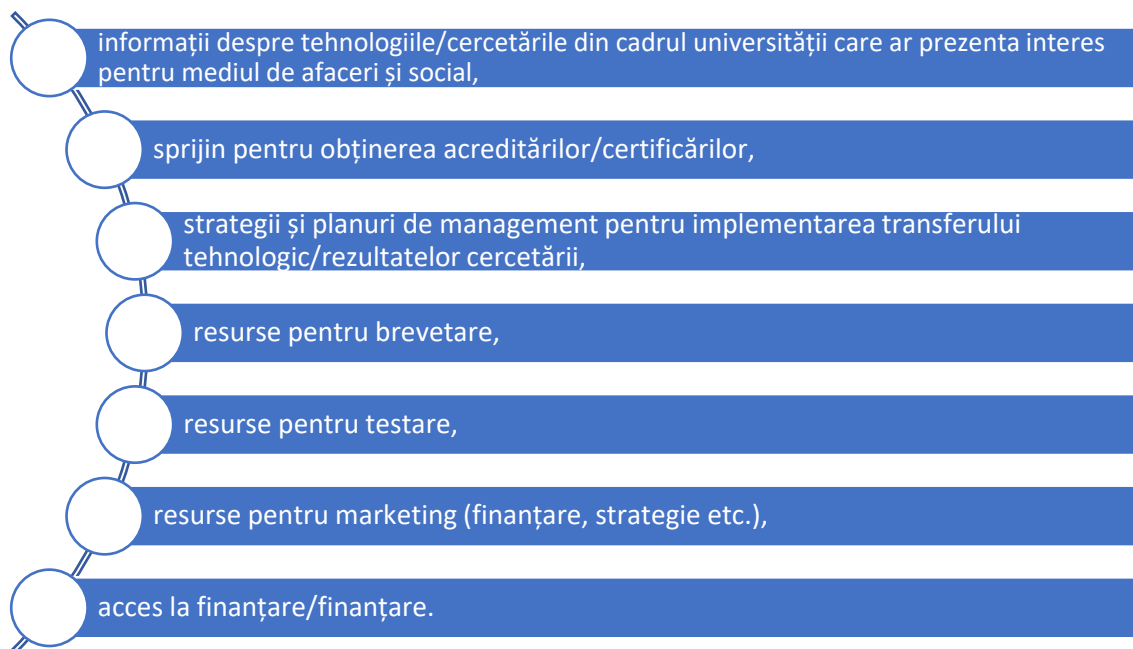 informații despre tehnologiile/cercetările din cadrul universității care ar prezenta interes
pentru mediul de afaceri și social,
sprijin pentru obținerea acreditărilor/certificărilor,
strategii și planuri de management pentru implementarea transferului
tehnologic/rezultatelor cercetării,
resurse pentru brevetare,
resurse pentru testare,
resurse pentru marketing (finanțare, strategie etc.),
acces la finanțare/finanțare.